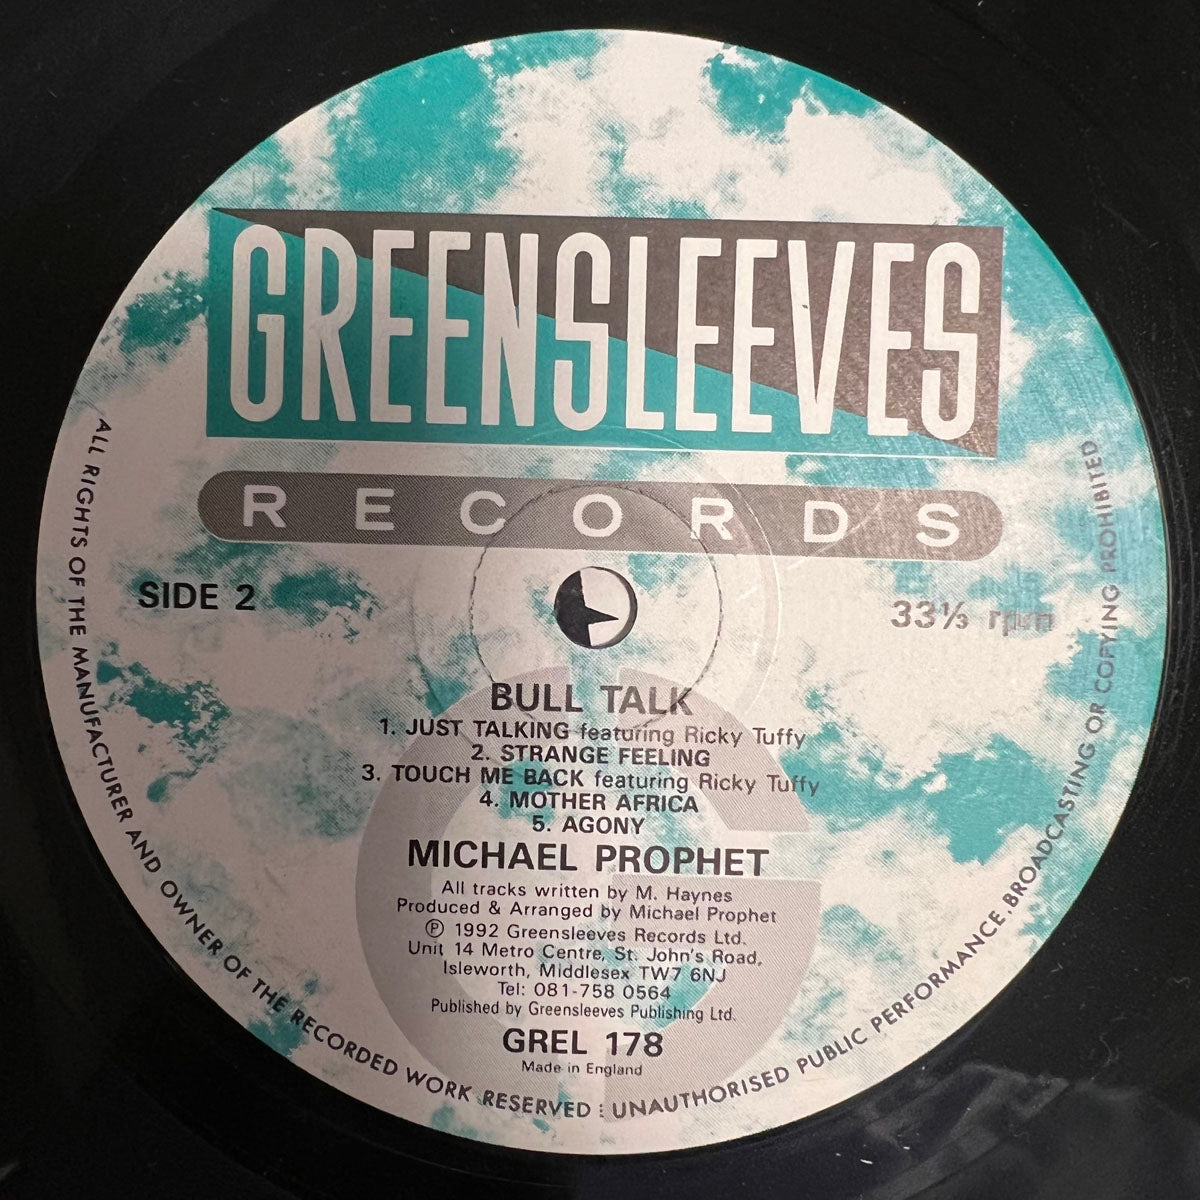 GREENSLEEVES
RECORDS
SIDE 2
33⅓ rpm
BULL TALK
1. JUST TALKING featuring Ricky Tuffy
2. STRANGE FEELING
3. TOUCH ME BACK featuring Ricky Tuffy
4. MOTHER AFRICA
5. AGONY
MICHAEL PROPHET
All tracks written by M. Haynes
Produced & Arranged by Michael Prophet
Ⓟ 1992 Greensleeves Records Ltd.
Unit 14 Metro Centre, St. John's Road,
Isleworth, Middlesex TW7 6NJ
Tel: 081-758 0564
Published by Greensleeves Publishing Ltd.
GREL 178
Made in England
ALL RIGHTS OF THE MANUFACTURER AND OWNER OF THE RECORDED WORK RESERVED : UNAUTHORISED PUBLIC PERFORMANCE, BROADCASTING OR COPYING PROHIBITED